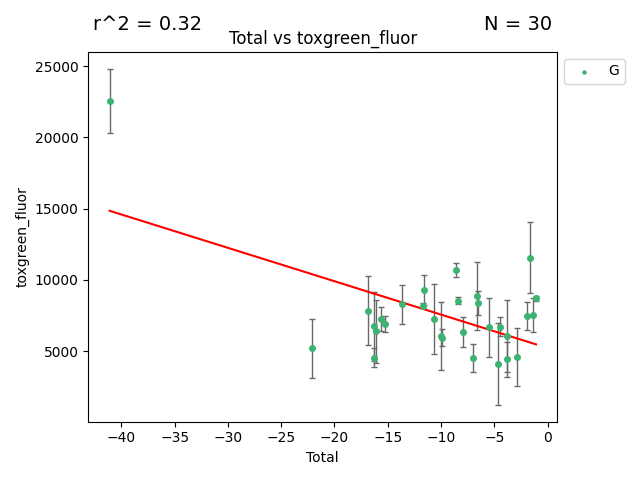 r^2 = 0.32
N = 30
Total vs toxgreen_fluor
G
25000
20000
15000
10000
5000
toxgreen_fluor
−40
−35
−30
−25
−20
−15
−10
−5
0
Total